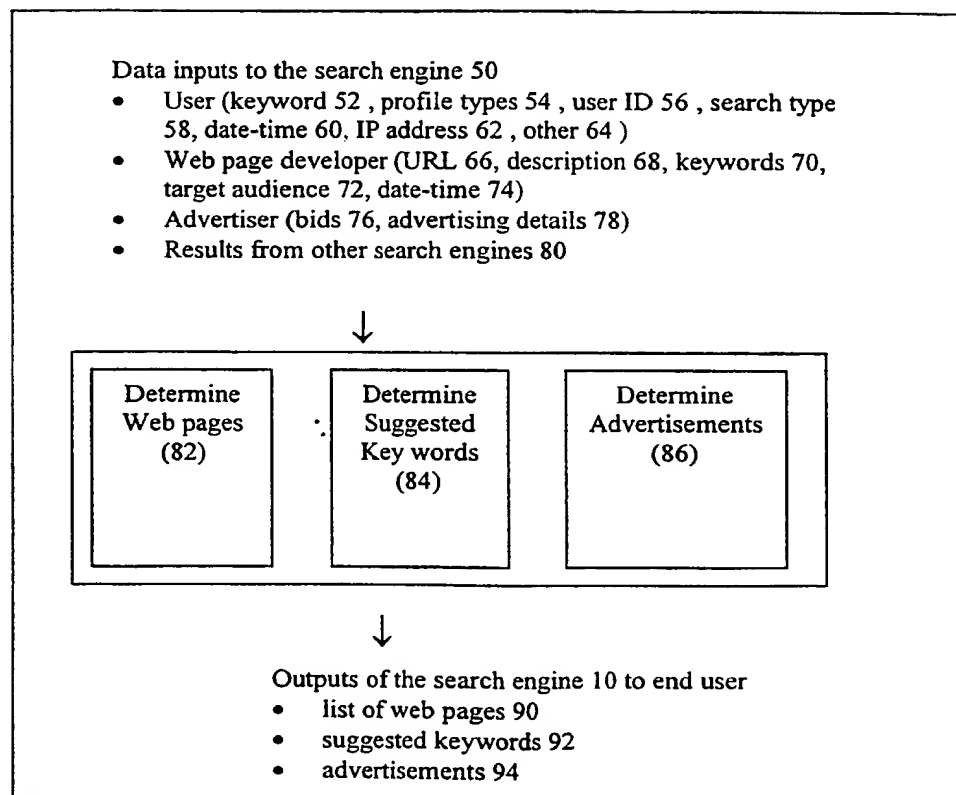 Data inputs to the search engine 50
• User (keyword 52 , profile types 54 , user ID 56 , search type
58, date-time 60, IP address 62 , other 64 )
• Web page developer (URL 66, description 68, keywords 70,
target audience 72, date-time 74)
• Advertiser (bids 76, advertising details 78)
• Results from other search engines 80
Determine
Web pages
(82)
Determine
Suggested
Key words
(84)
Determine
Advertisements
(86)
Outputs of the search engine 10 to end user
• list of web pages 90
• suggested keywords 92
• advertisements 94